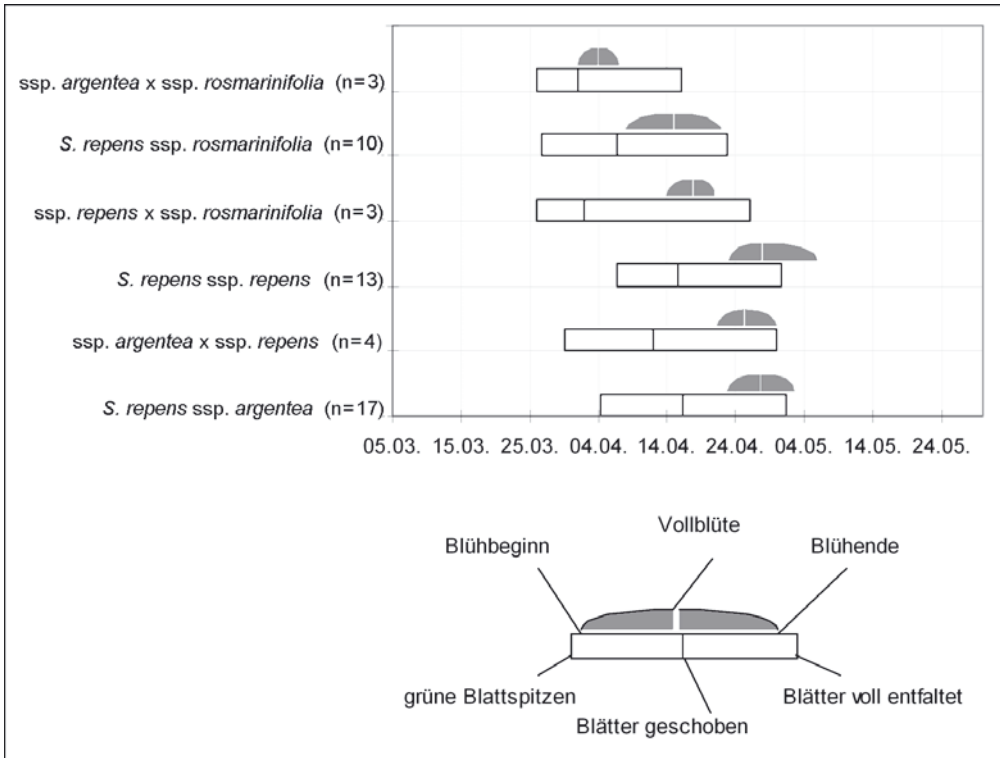 ssp. argentea x ssp. rosmarinifolia (n=3)
S. repens ssp. rosmarinifolia (n=10)
ssp. repens x ssp. rosmarinifolia (n=3)
S. repens ssp. repens (n=13)
ssp. argentea x ssp. repens (n=4)
S. repens ssp. argentea (n=17)
05.03. 15.03. 25.03. 04.04. 14.04. 24.04. 04.05. 14.05. 24.05.
Vollblüte
Blühbeginn Blühende
grüne Blattspitzen Blätter voll entfaltet
Blätter geschoben